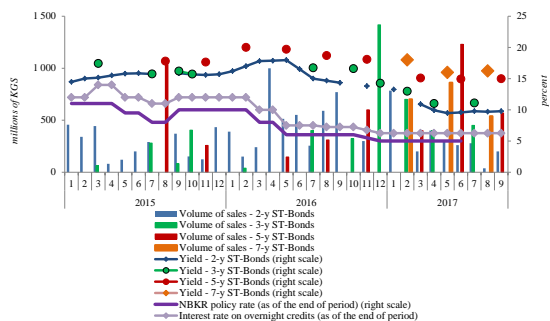 1 500
1 000
500
0
millions of KGS
25
20
15
10
5
0
percent
1 2 3 4 5 6 7 8 9 10 11 12 1 2 3 4 5 6 7 8 9 10 11 12 1 2 3 4 5 6 7 8 9
2015 2016 2017
Volume of sales - 2-y ST-Bonds
Volume of sales - 3-y ST-Bonds
Volume of sales - 5-y ST-Bonds
Volume of sales - 7-y ST-Bonds
Yield - 2-y ST-Bonds (right scale)
Yield - 3-y ST-Bonds (right scale)
Yield - 5-y ST-Bonds (right scale)
Yield - 7-y ST-Bonds (right scale)
NBKR policy rate (as of the end of period) (right scale)
Interest rate on overnight credits (as of the end of period)